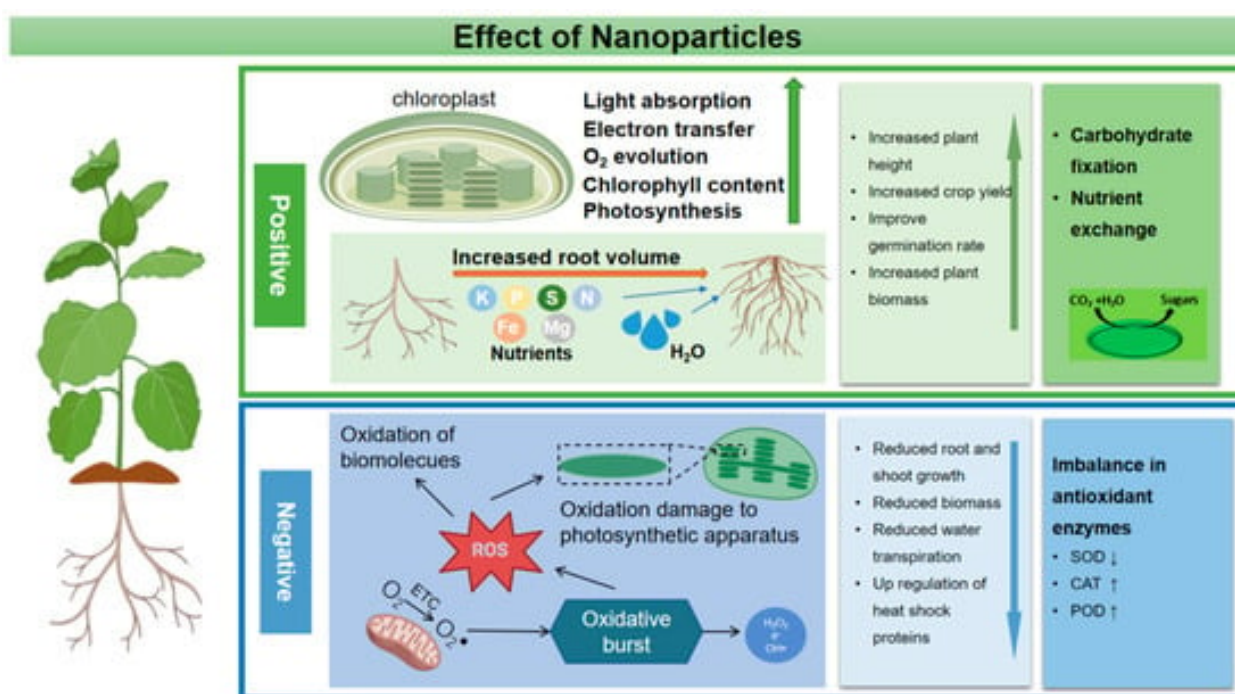 Effect of Nanoparticles
Positive
chloroplast
Light absorption
Electron transfer
O₂ evolution
Chlorophyll content
Photosynthesis
Increased root volume
K P S N
Fe Mg
Nutrients
H₂O
• Increased plant
height
• Increased crop yield
• Improve
germination rate
• Increased plant
biomass
• Carbohydrate
fixation
• Nutrient
exchange
CO₂ +H₂O
Sugars
Negative
Oxidation of
biomolecues
ROS
Oxidation damage to
photosynthetic apparatus
O₂
ETC
O₂•
Oxidative
burst
H₂O₂
• Reduced root and
shoot growth
• Reduced biomass
• Reduced water
transpiration
• Up regulation of
heat shock
proteins
Imbalance in
antioxidant
enzymes
• SOD ↓
• CAT ↑
• POD ↑